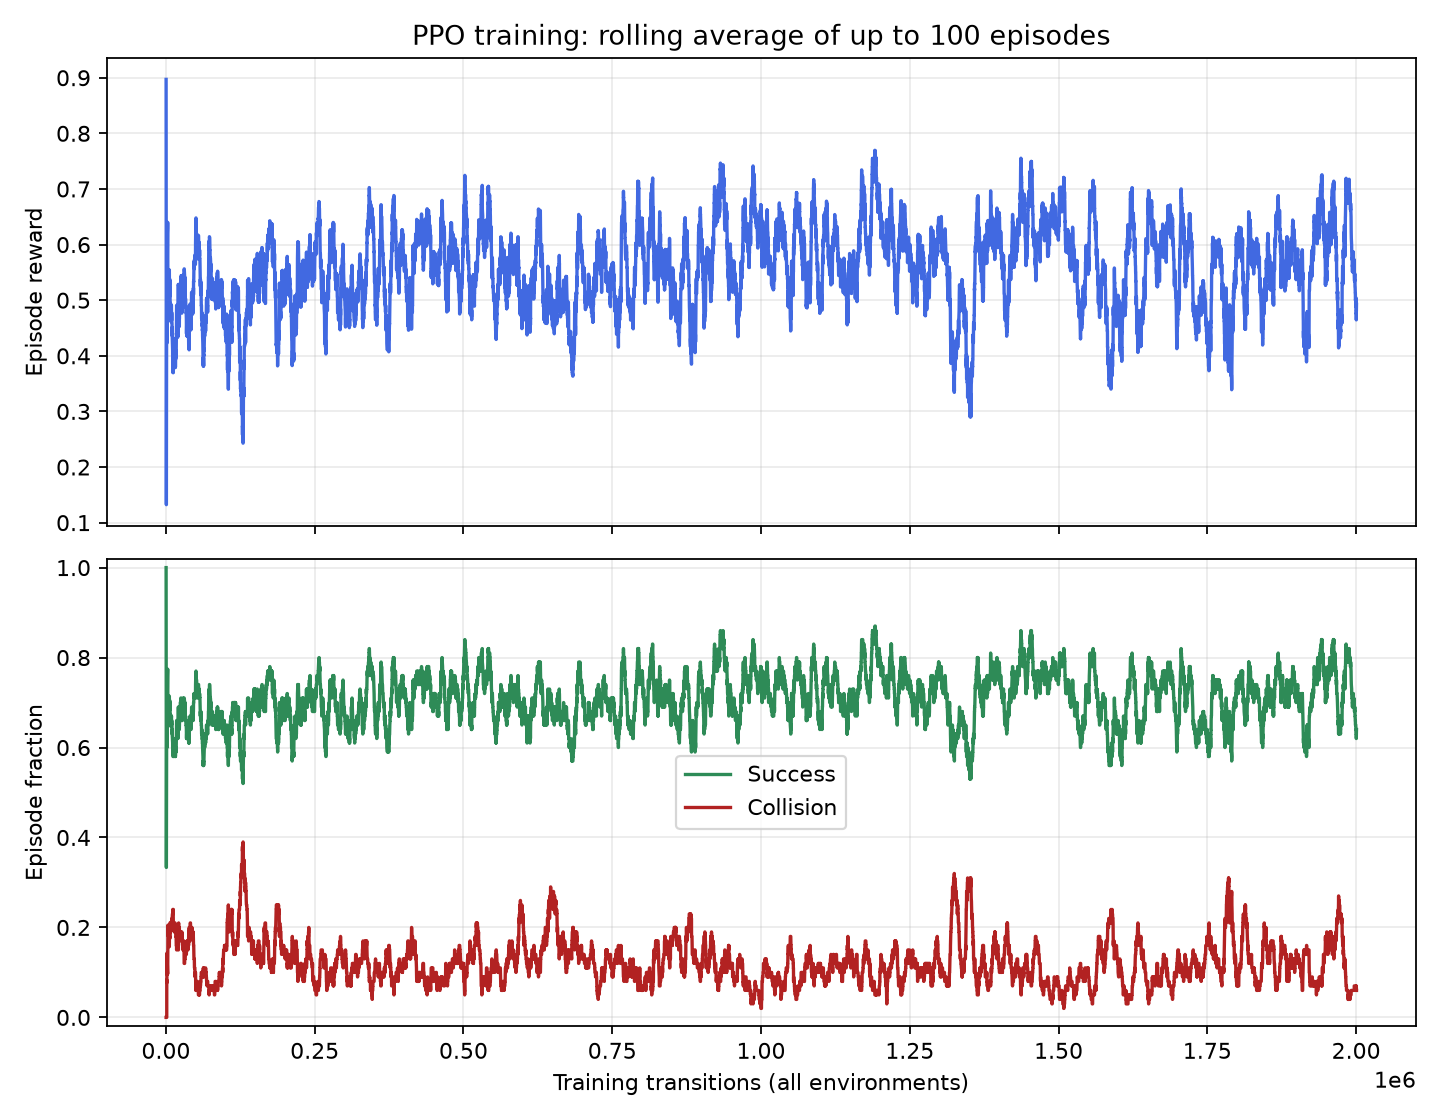 PPO training: rolling average of up to 100 episodes
Episode reward
0.9
0.8
0.7
0.6
0.5
0.4
0.3
0.2
0.1
Episode fraction
1.0
0.8
0.6
0.4
0.2
0.0
Success
Collision
0.00 0.25 0.50 0.75 1.00 1.25 1.50 1.75 2.00
1e6
Training transitions (all environments)